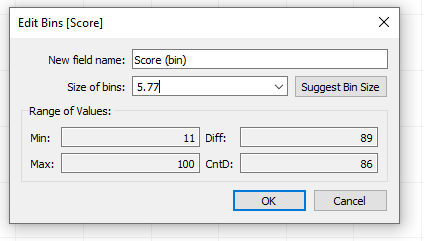 Edit Bins [Score]
New field name: Score (bin)
Size of bins: 5.77 Suggest Bin Size
Range of Values:
Min: 11 Diff: 89
Max: 100 CntD: 86
OK Cancel